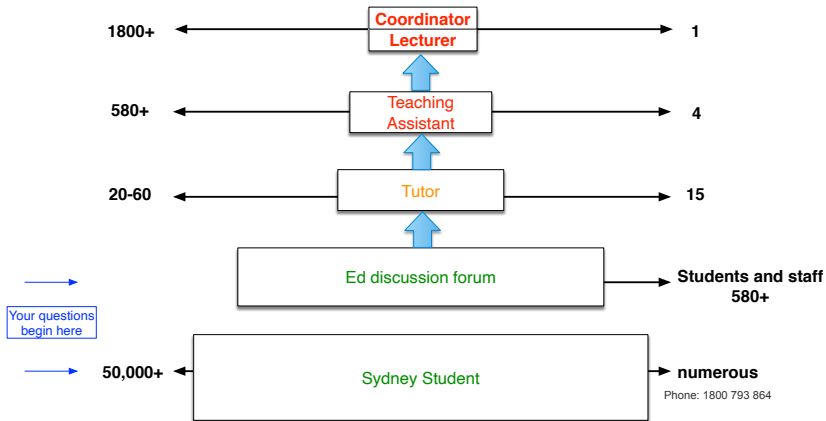 Coordinator
1800+ Lecturer 1
580+ Teaching 4
Assistant
20-60 Tutor 15
Ed discussion forum Students and staff
580+
Your questions
begin here
50,000+ Sydney Student numerous
Phone: 1800 793 864